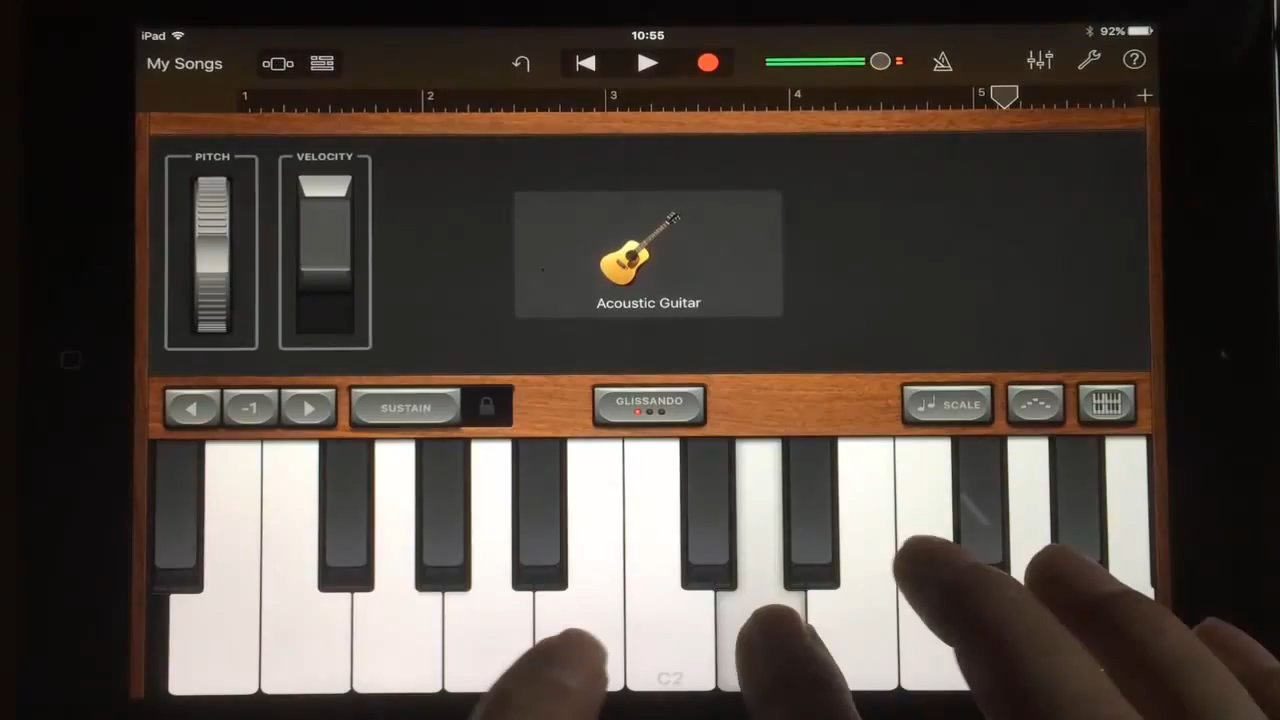 iPad
10:55
92%
My Songs
1 2 3 4 5
PITCH
VELOCITY
Acoustic Guitar
-1
SUSTAIN
GLISSANDO
SCALE
C2